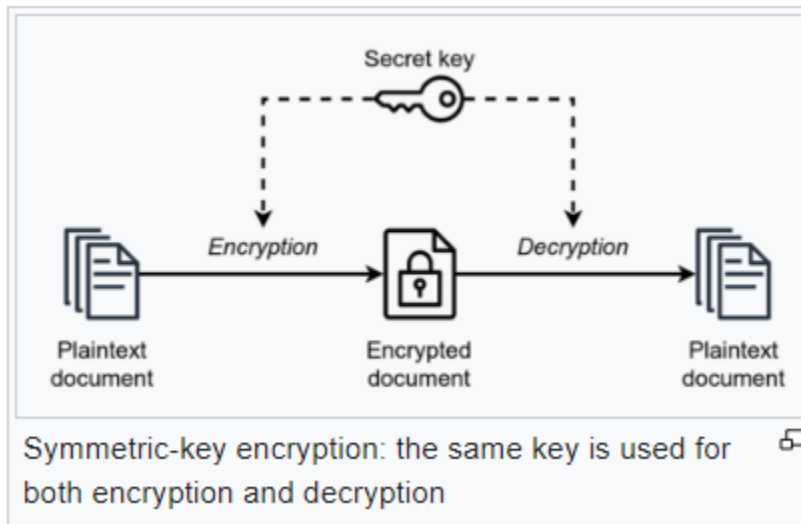 Secret key
Encryption
Decryption
Plaintext
document
Encrypted
document
Plaintext
document
Symmetric-key encryption: the same key is used for
both encryption and decryption